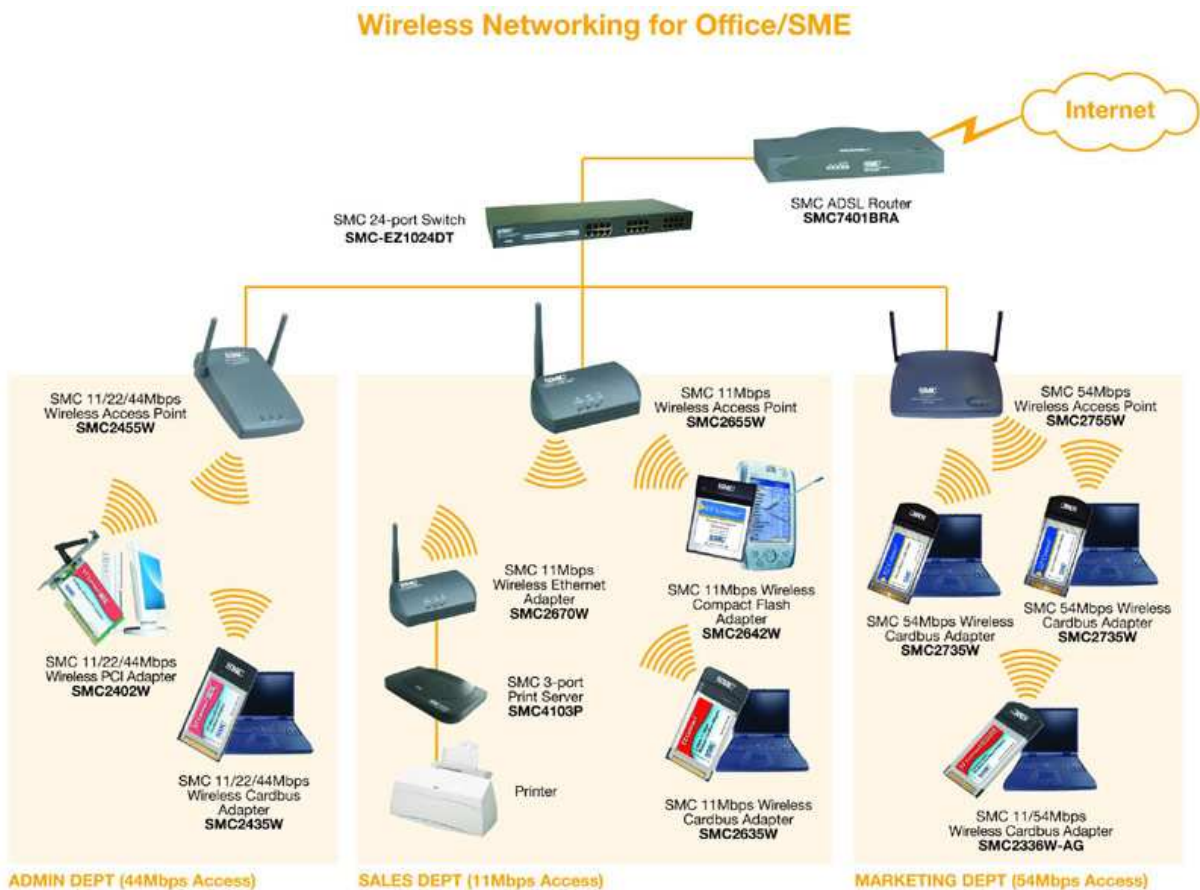 Wireless Networking for Office/SME
Internet
SMC ADSL Router
SMC7401BRA
SMC 24-port Switch
SMC-EZ1024DT
SMC 11/22/44Mbps
Wireless Access Point
SMC2455W
SMC 11Mbps
Wireless Access Point
SMC2655W
SMC 54Mbps
Wireless Access Point
SMC2755W
SMC 11/22/44Mbps
Wireless PCI Adapter
SMC2402W
SMC 11/22/44Mbps
Wireless Cardbus
Adapter
SMC2435W
SMC 11Mbps
Wireless Ethernet
Adapter
SMC2670W
SMC 3-port
Print Server
SMC4103P
Printer
SMC 11Mbps Wireless
Compact Flash
Adapter
SMC2642W
SMC 11Mbps Wireless
Cardbus Adapter
SMC2635W
SMC 54Mbps Wireless
Cardbus Adapter
SMC2735W
SMC 54Mbps Wireless
Cardbus Adapter
SMC2735W
SMC 11/54Mbps
Wireless Cardbus Adapter
SMC2336W-AG
ADMIN DEPT (44Mbps Access)
SALES DEPT (11Mbps Access)
MARKETING DEPT (54Mbps Access)